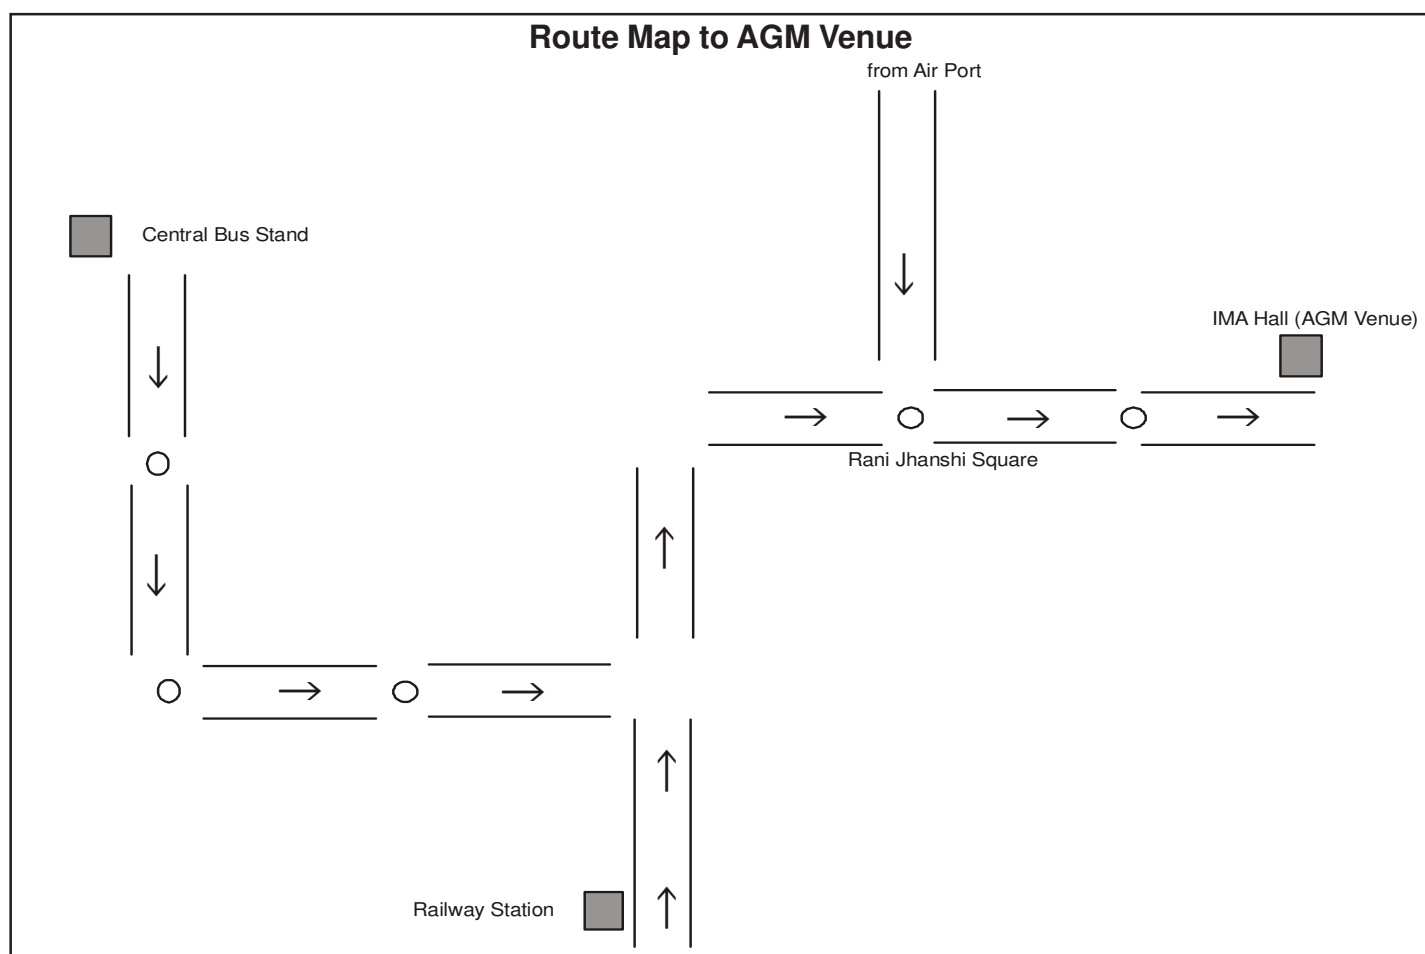 Route Map to AGM Venue
from Air Port
Central Bus Stand
IMA Hall (AGM Venue)
Rani Jhanshi Square
Railway Station